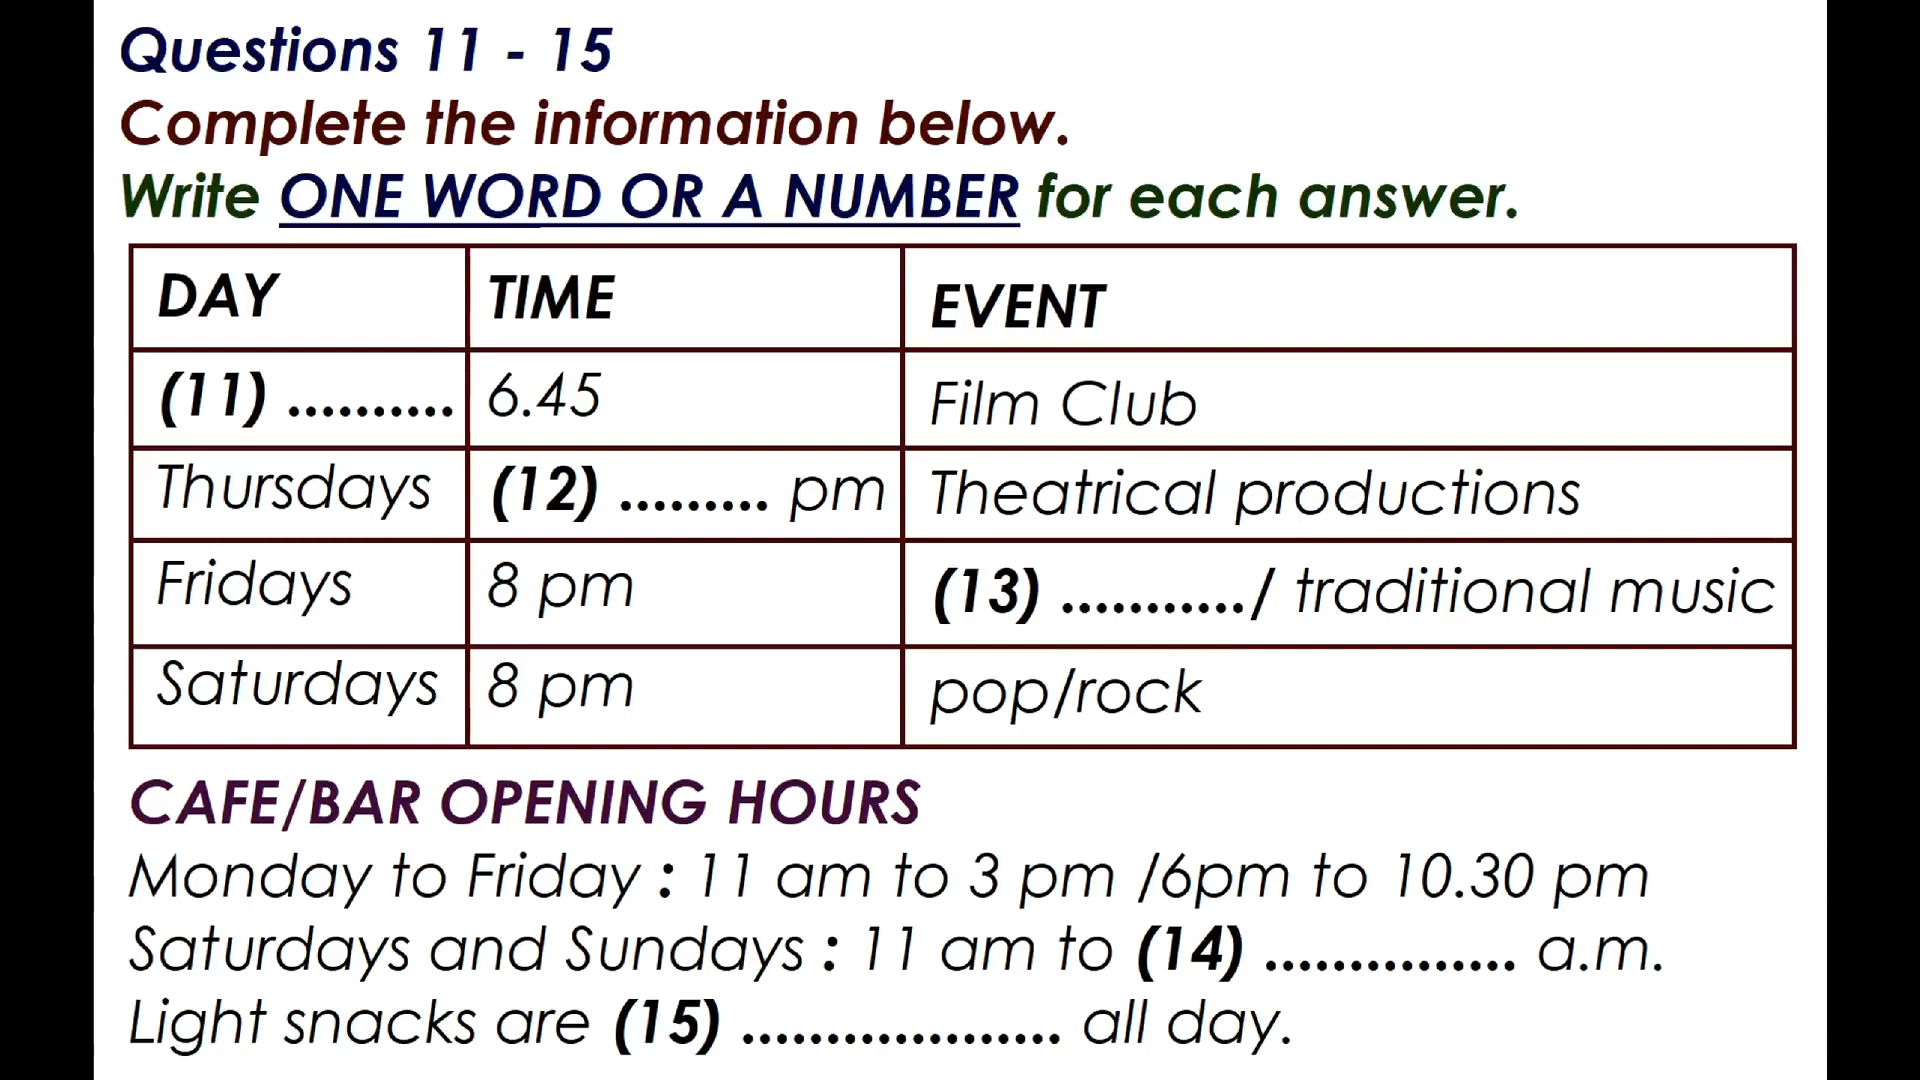 Questions 11 - 15
Complete the information below.
Write ONE WORD OR A NUMBER for each answer.
DAY TIME EVENT
(11) .......... 6.45 Film Club
Thursdays (12) ......... pm Theatrical productions
Fridays 8 pm (13) .........../ traditional music
Saturdays 8 pm pop/rock
CAFE/BAR OPENING HOURS
Monday to Friday : 11 am to 3 pm /6pm to 10.30 pm
Saturdays and Sundays : 11 am to (14) ............... a.m.
Light snacks are (15) ................... all day.